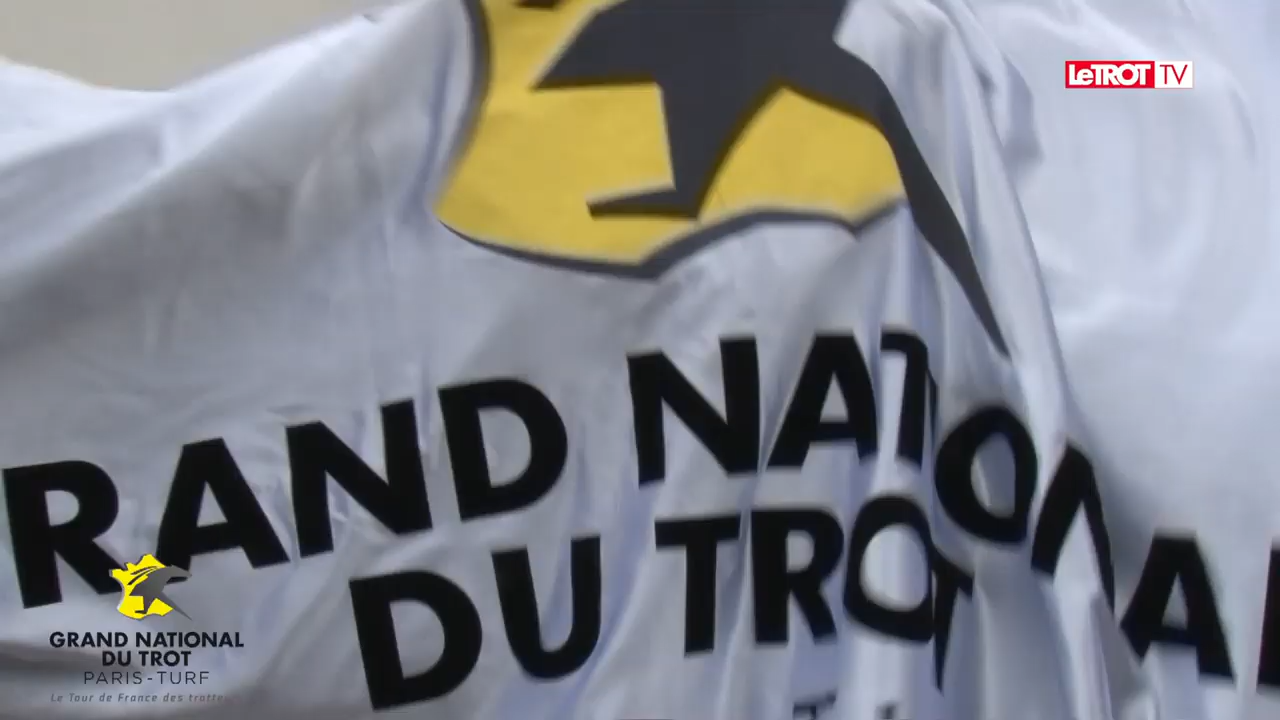 LeTROT TV
RAND NATIONAL
DU TROT
GRAND NATIONAL
DU TROT
PARIS-TURF
Le Tour de France des trotte